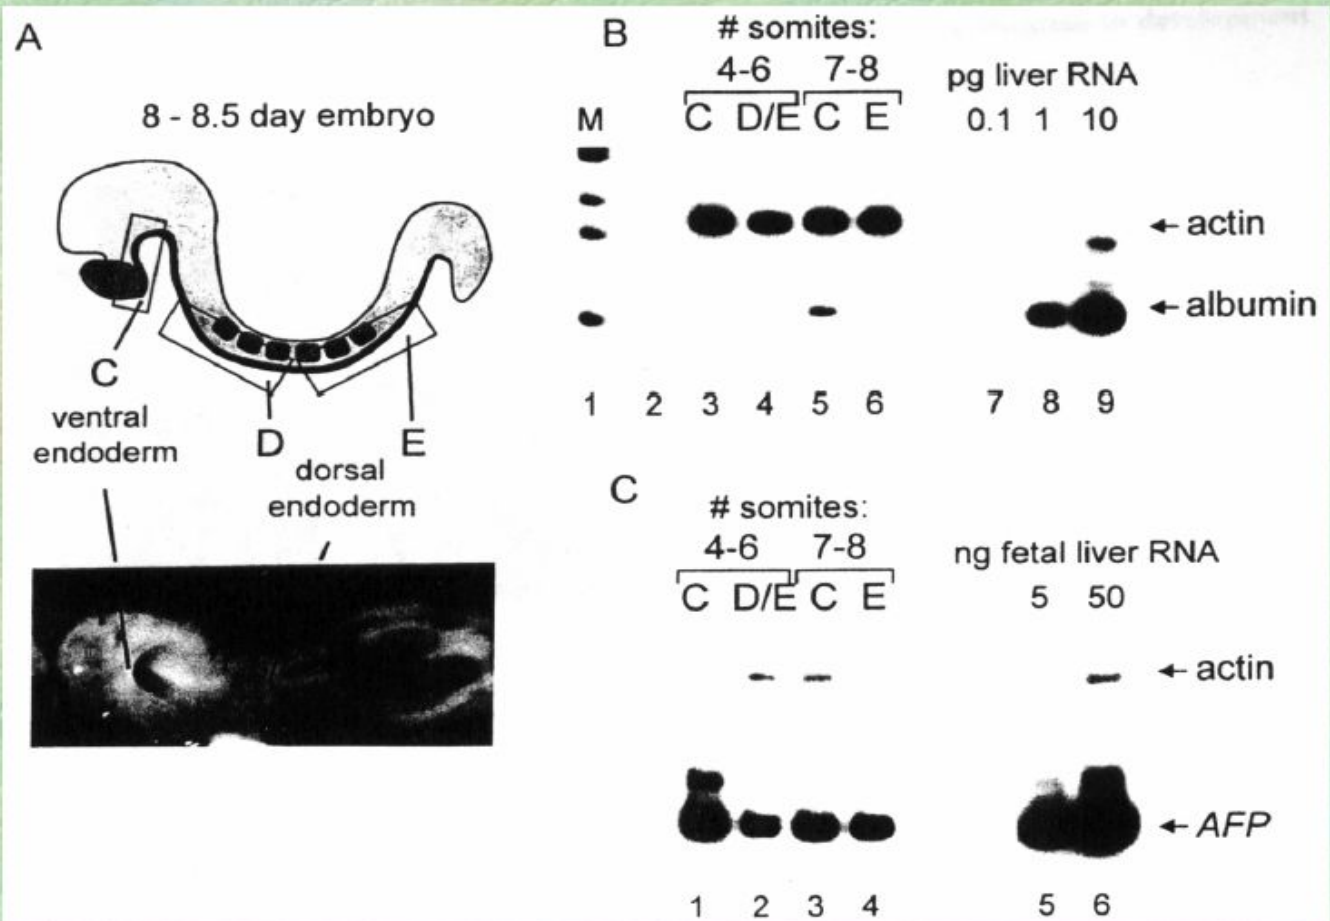 A
8 - 8.5 day embryo
C
ventral
endoderm
D
E
dorsal
endoderm
B
# somites:
4-6 7-8
pg liver RNA
M C D/E C E 0.1 1 10
← actin
← albumin
1 2 3 4 5 6 7 8 9
C
# somites:
4-6 7-8
ng fetal liver RNA
C D/E C E 5 50
← actin
← AFP
1 2 3 4 5 6